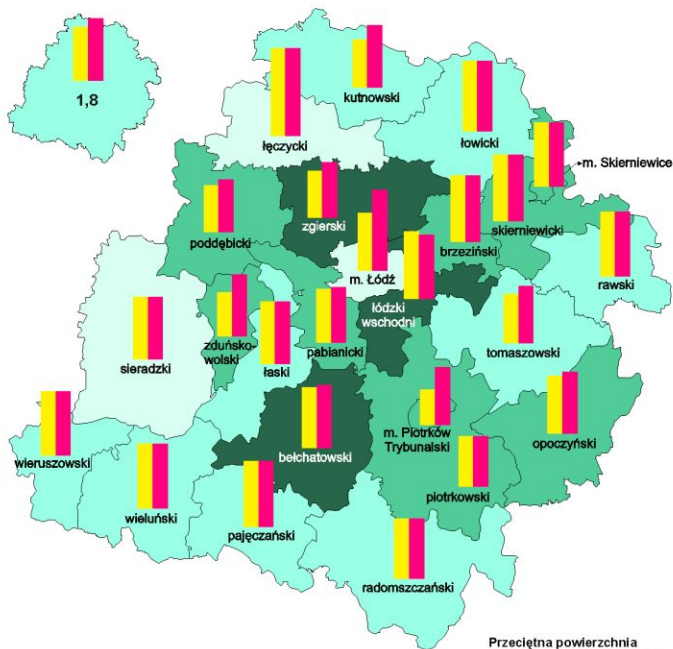 1,8
kutnowski
łęczycki
łowicki
m. Skierniewice
zgierski
poddębicki
brzeziński
skierniewicki
m. Łódź
rawski
łódzki
wschodni
zduńsko-
wolski
łaski
pabianicki
tomaszowski
sieradzki
wieruszowski
bełchatowski
m. Piotrków
Trybunalski
opoczyński
piotrkowski
wieluński
pajęczański
radomszczański
Przeciętna powierzchnia